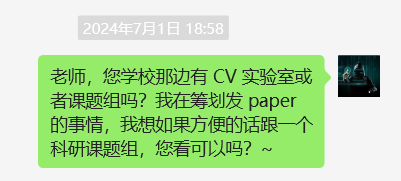 2024年7月1日 18:58
老师，您学校那边有 CV 实验室或
者课题组吗？我在筹划发 paper
的事情，我想如果方便的话跟一个
科研课题组，您看可以吗？~